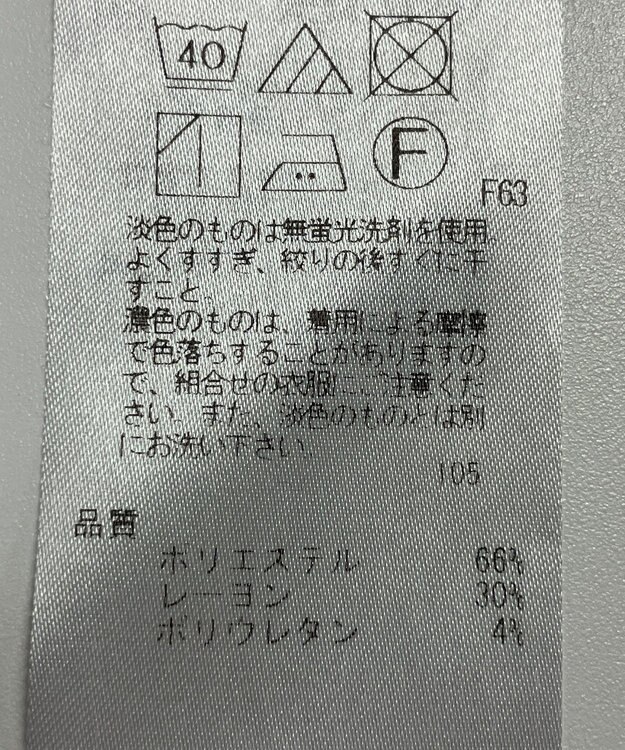 40
F
F63
淡色のものは無蛍光洗剤を使用。
よくすすぎ、絞りの後すぐに干
すこと。
濃色のものは、着用による摩擦
で色落ちすることがありますの
で、組合せの衣服にご注意くだ
さい。また、淡色のものとは別
にお洗い下さい。
105
品質
ポリエステル 66%
レーヨン 30%
ポリウレタン 4%